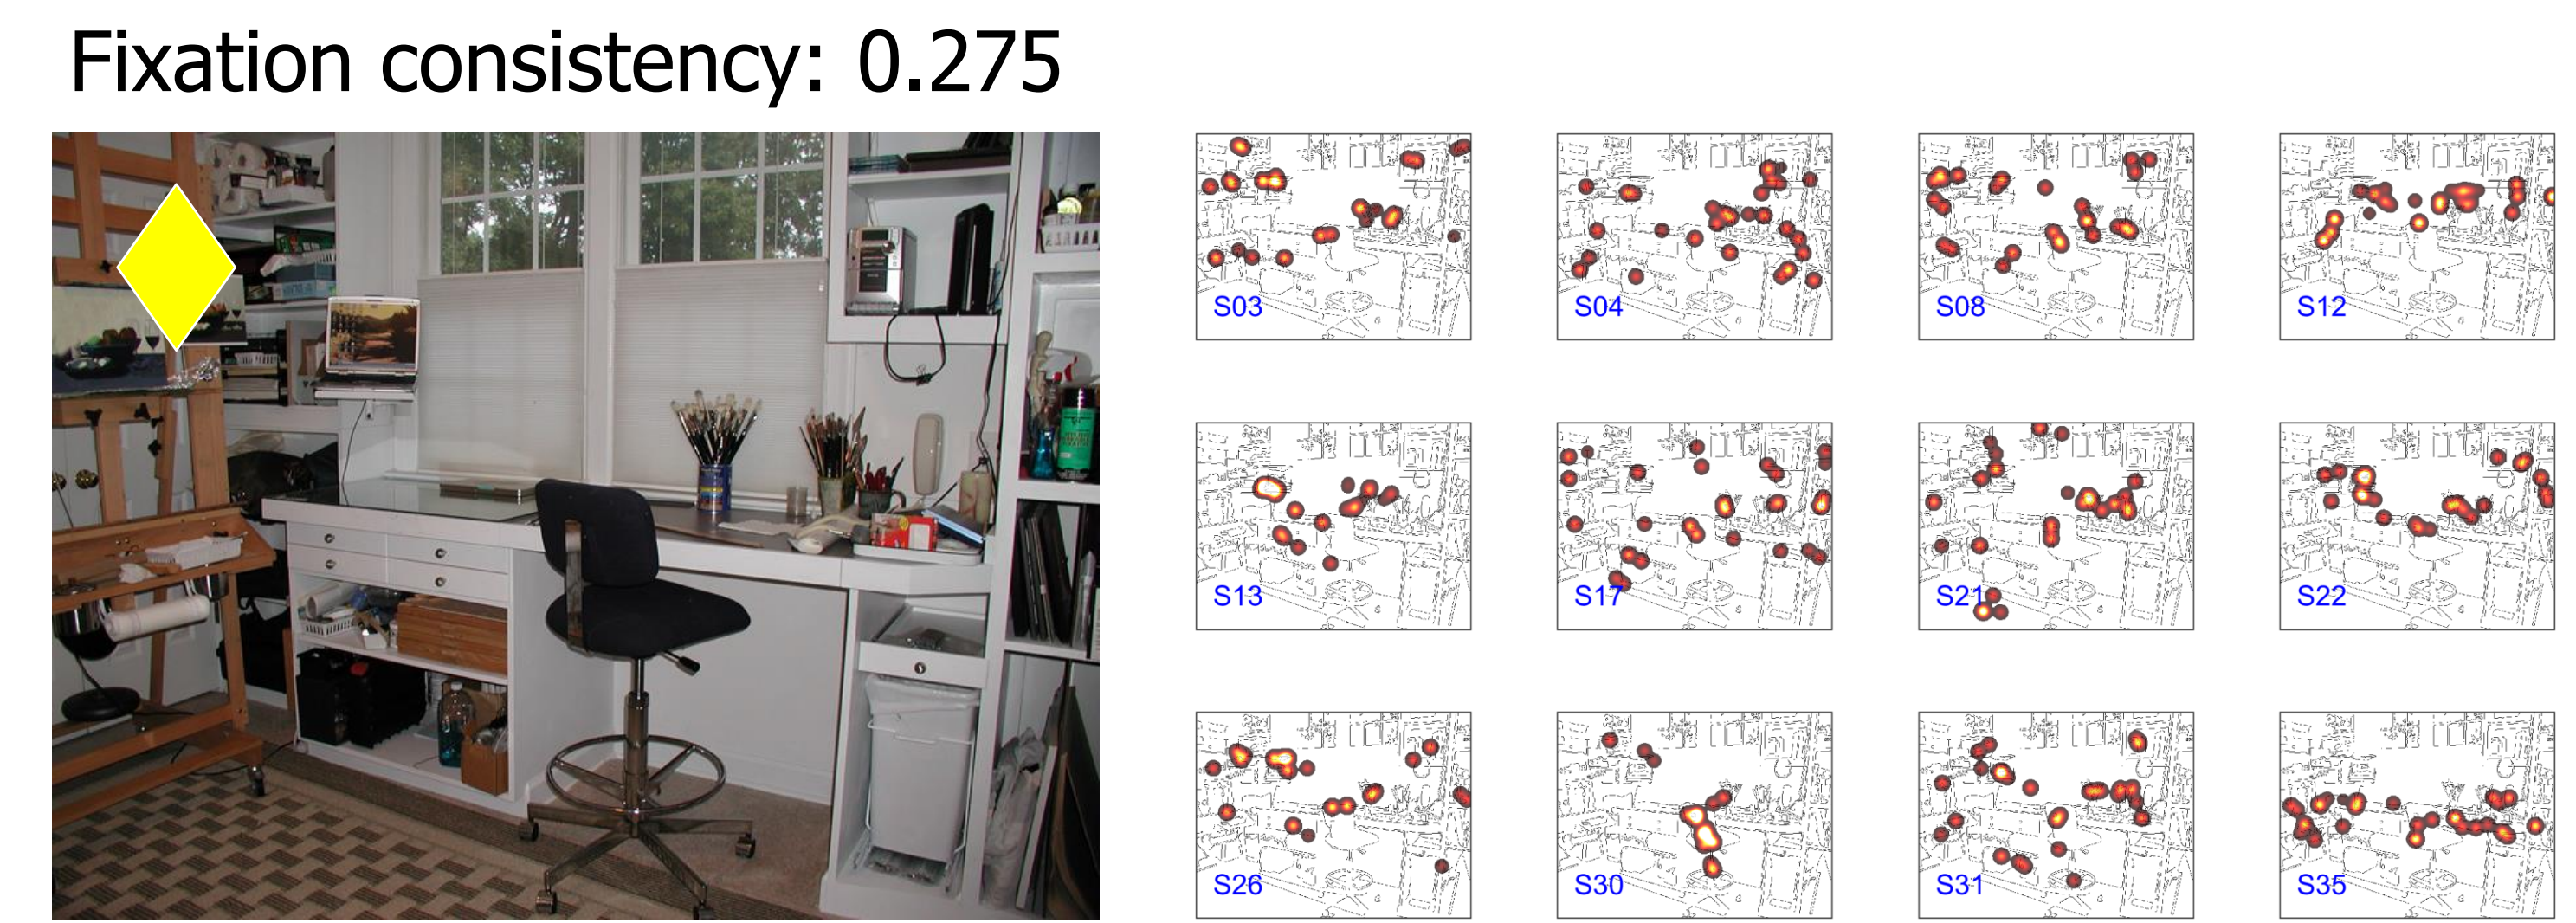 Fixation consistency: 0.275
S03
S04
S08
S12
S13
S17
S21
S22
S26
S30
S31
S35